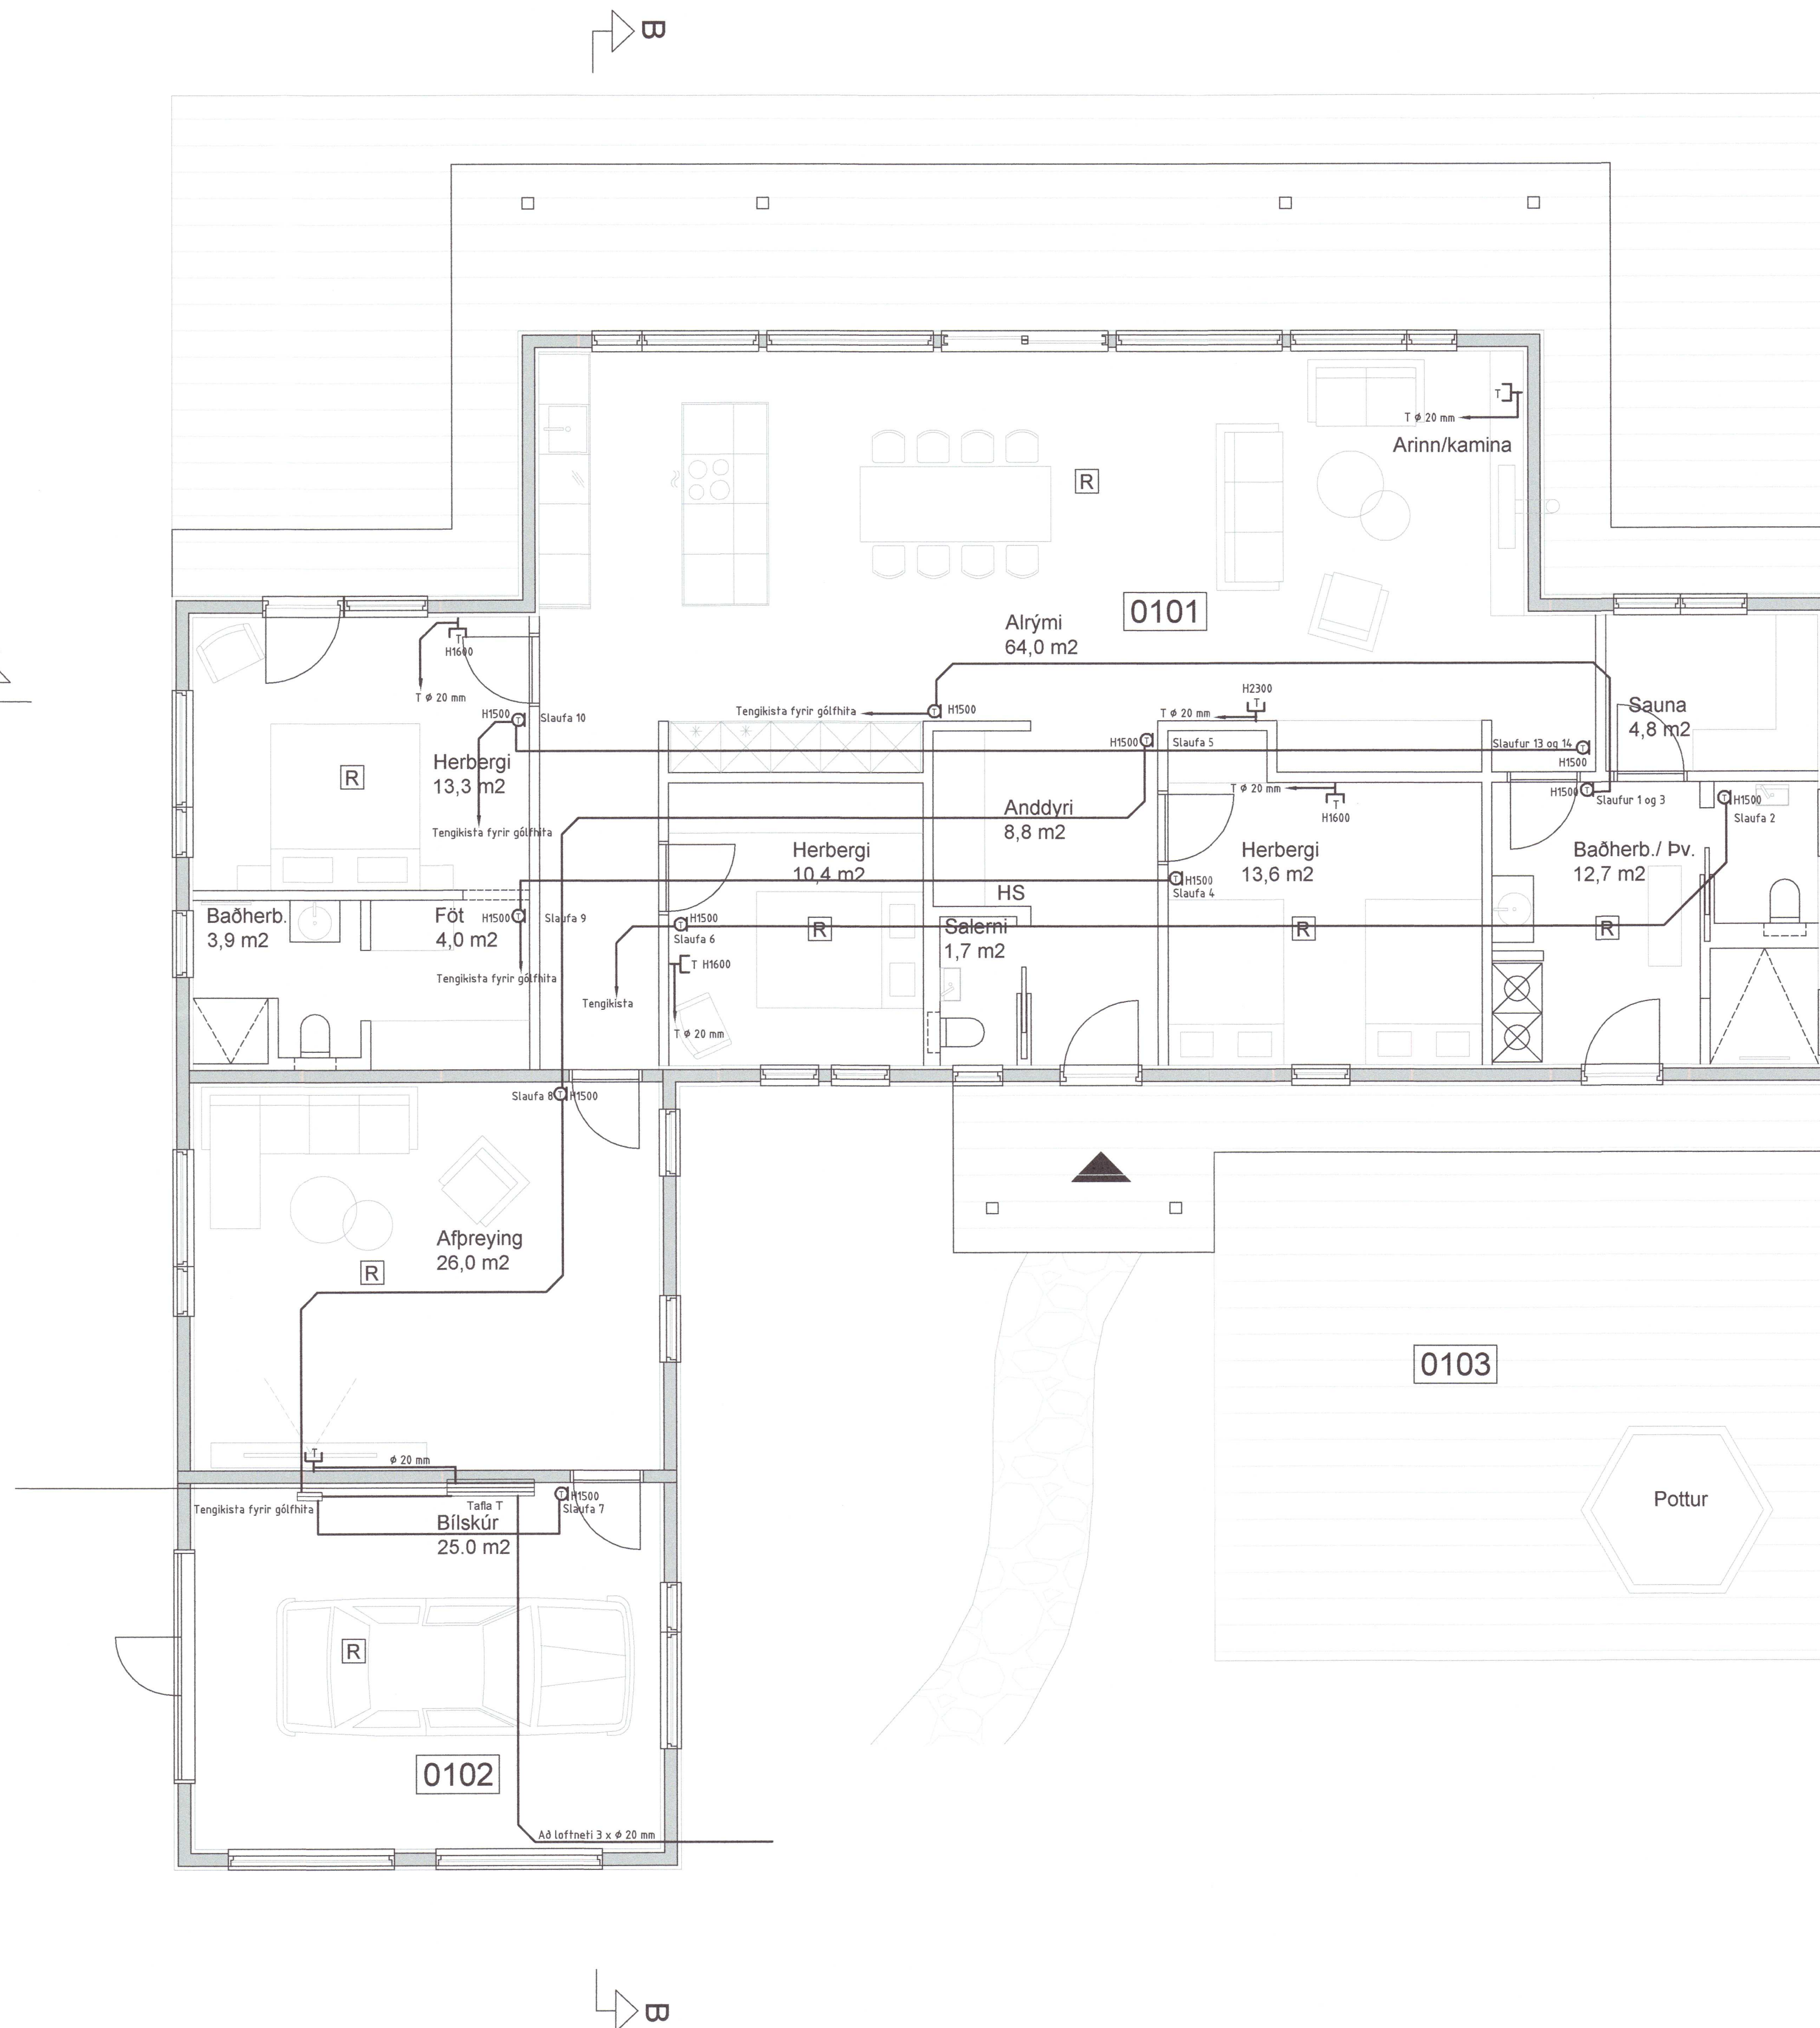 B
T
T ø 20 mm
Arinn/kamina
R
0101
Alrými
64,0 m2
T
H1600
T ø 20 mm
H1500 T Slaufa 10
Tengikista fyrir gólfhita
T H1500
H2300
T
T ø 20 mm
Sauna
4,8 m2
H1500 T Slaufa 5
Slaufur 13 og 14 T
H1500
Herbergi
13,3 m2
R
Tengikista fyrir gólfhita
Anddyri
8,8 m2
T ø 20 mm
T
H1600
H1500 T Slaufur 1 og 3
T H1500
Slaufa 2
Herbergi
10,4 m2
R
HS
T H1500
Slaufa 4
Herbergi
13,6 m2
R
Baðherb./ Þv.
12,7 m2
R
Baðherb.
3,9 m2
Föt
4,0 m2
H1500 T Slaufa 9
Tengikista fyrir gólfhita
T H1500
Slaufa 6
T H1600
T ø 20 mm
Tengikista
Salerni
1,7 m2
Slaufa 8 T H1500
Afþreying
26,0 m2
R
0103
Pottur
T
ø 20 mm
Tengikista fyrir gólfhita
Tafla T
T H1500
Slaufa 7
Bílskúr
25.0 m2
R
0102
Að loftneti 3 x ø 20 mm
B